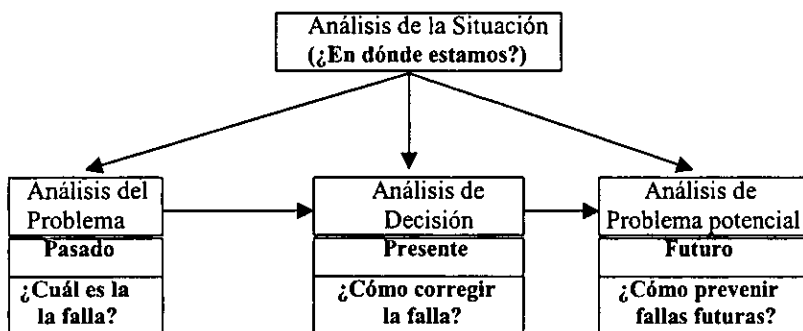 Análisis de la Situación
(¿En dónde estamos?)
Análisis del
Problema
Pasado
¿Cuál es la
la falla?
Análisis de
Decisión
Presente
¿Cómo corregir
la falla?
Análisis de
Problema potencial
Futuro
¿Cómo prevenir
fallas futuras?